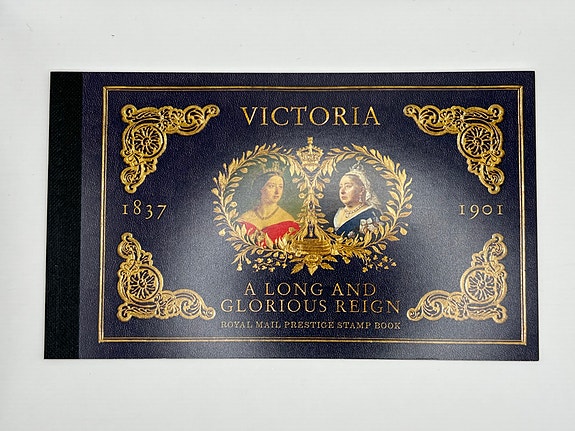 VICTORIA
1837
1901
A LONG AND
GLORIOUS REIGN
ROYAL MAIL PRESTIGE STAMP BOOK